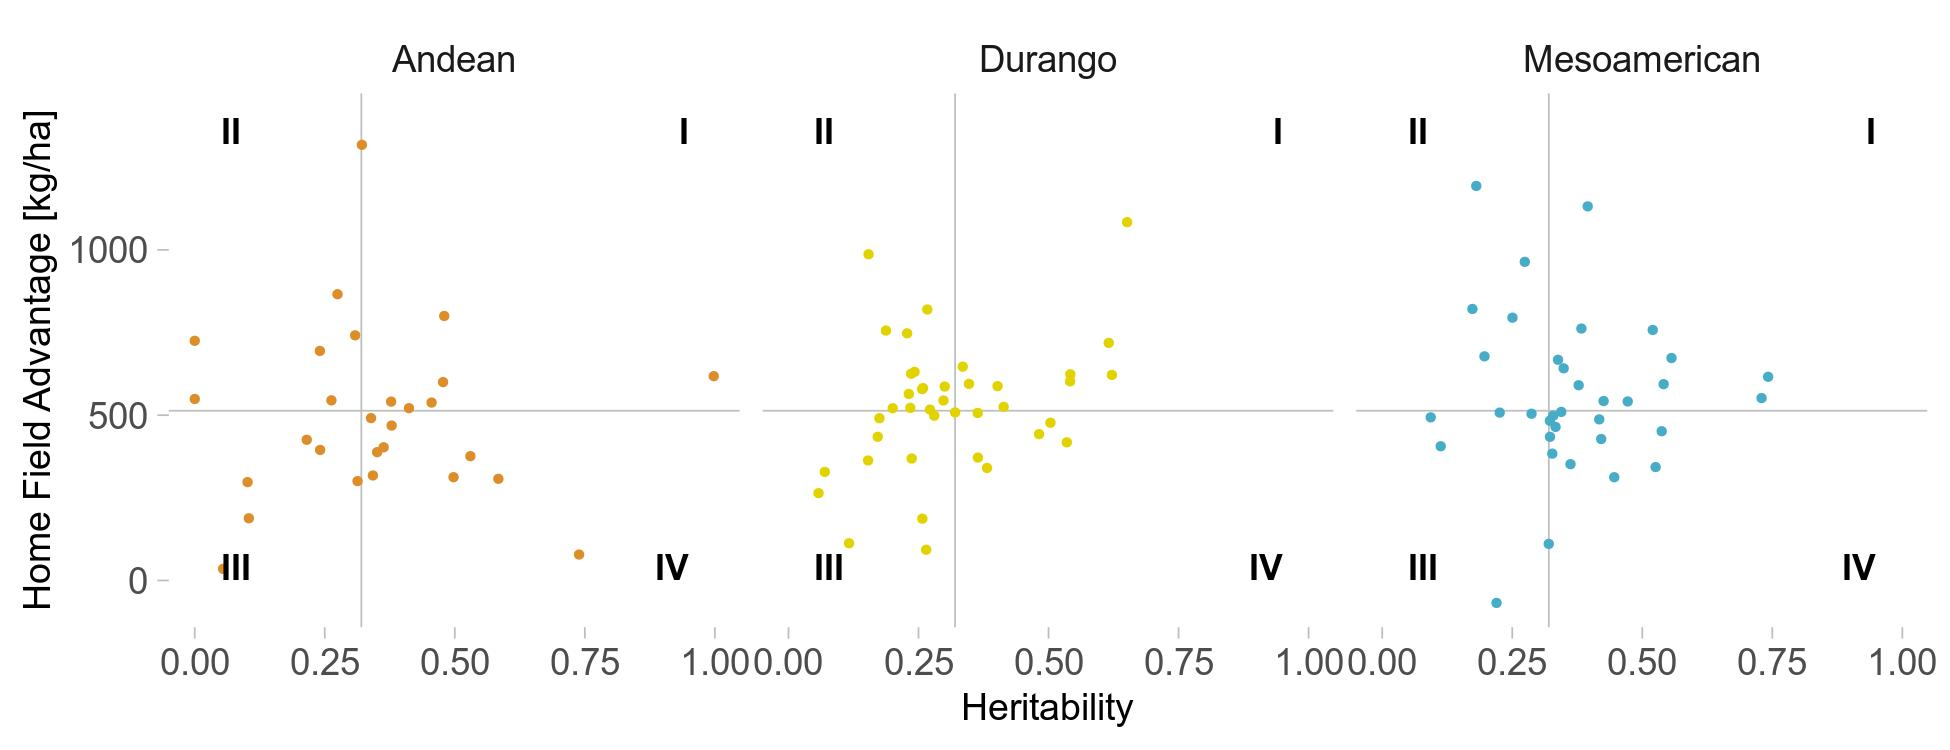 Andean Durango Mesoamerican
II I II I II I
Home Field Advantage [kg/ha]
1000
500
0
III IV III IV III IV
0.00 0.25 0.50 0.75 1.00 0.00 0.25 0.50 0.75 1.00 0.00 0.25 0.50 0.75 1.00
Heritability